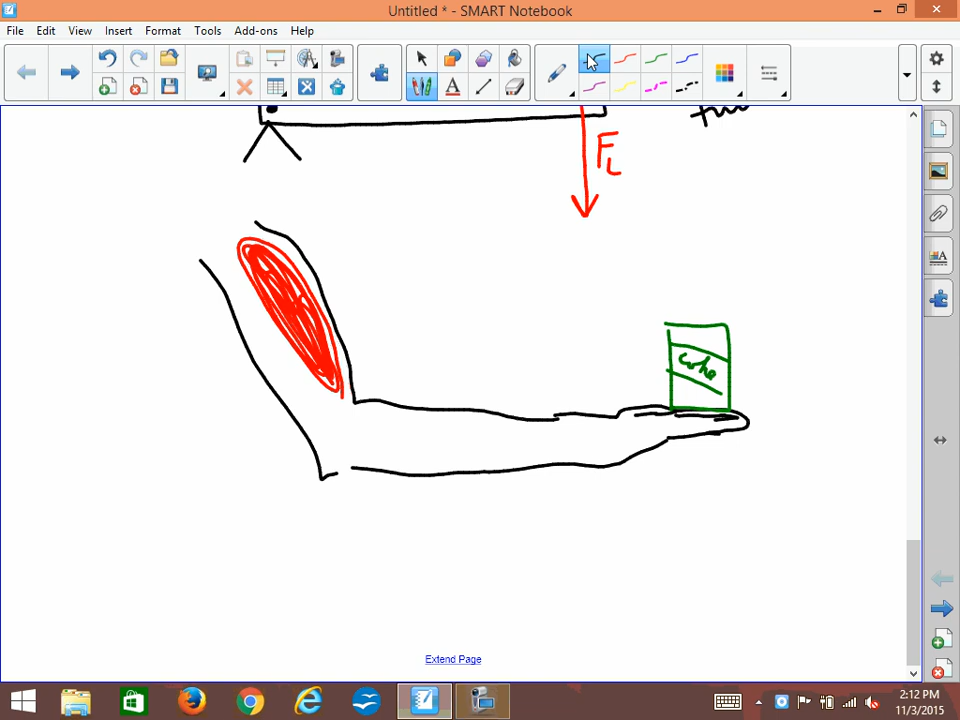 Untitled * - SMART Notebook
File Edit View Insert Format Tools Add-ons Help
F_L
Coke
Extend Page
2:12 PM
11/3/2015